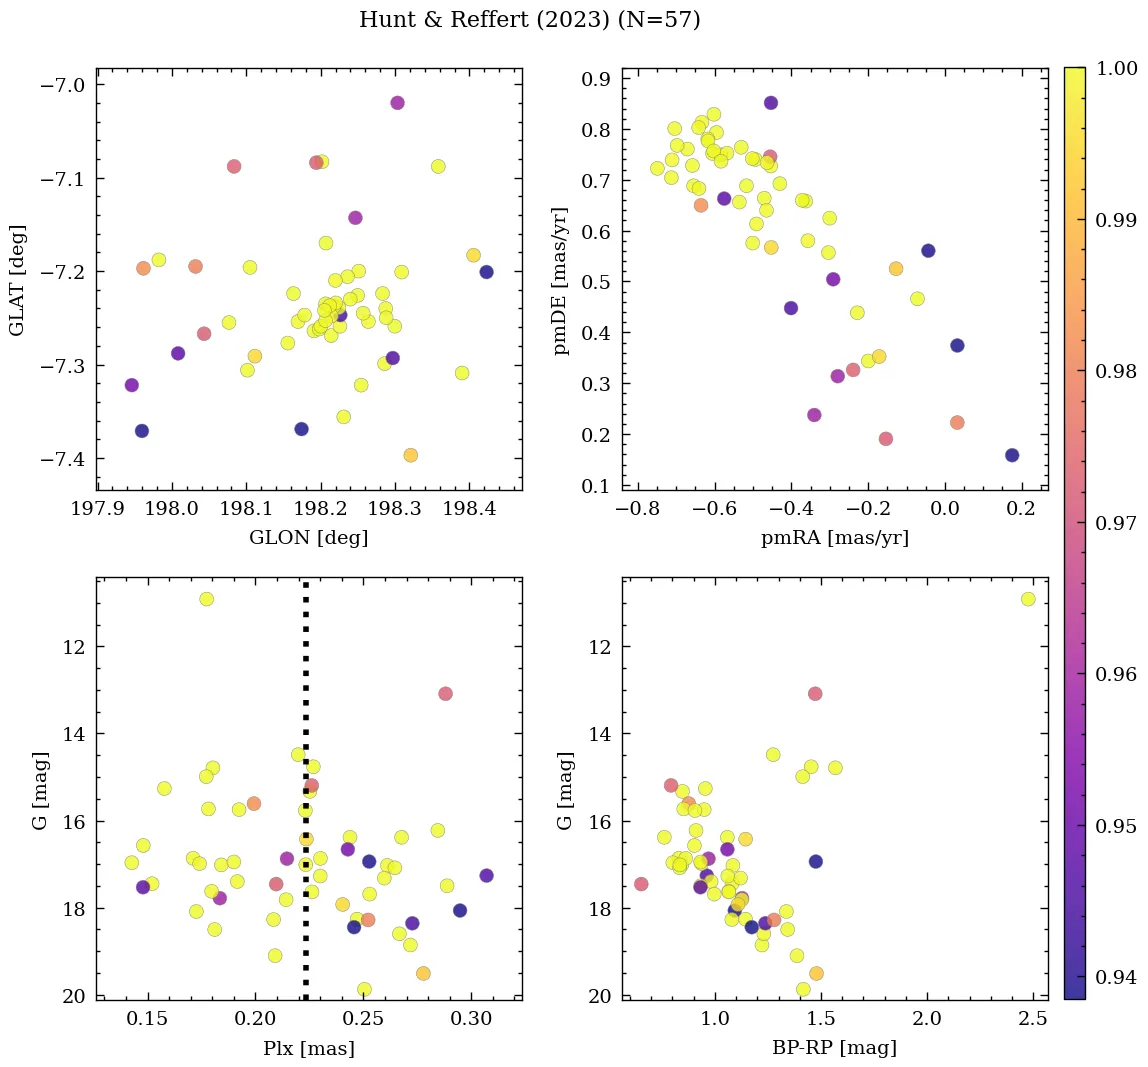 Hunt & Reffert (2023) (N=57)
−7.0
−7.1
−7.2
−7.3
−7.4
GLAT [deg]
197.9 198.0 198.1 198.2 198.3 198.4
GLON [deg]
0.9
0.8
0.7
0.6
0.5
0.4
0.3
0.2
0.1
pmDE [mas/yr]
−0.8 −0.6 −0.4 −0.2 0.0 0.2
pmRA [mas/yr]
12
14
16
18
20
G [mag]
0.15 0.20 0.25 0.30
Plx [mas]
12
14
16
18
20
G [mag]
1.0 1.5 2.0 2.5
BP-RP [mag]
1.00
0.99
0.98
0.97
0.96
0.95
0.94